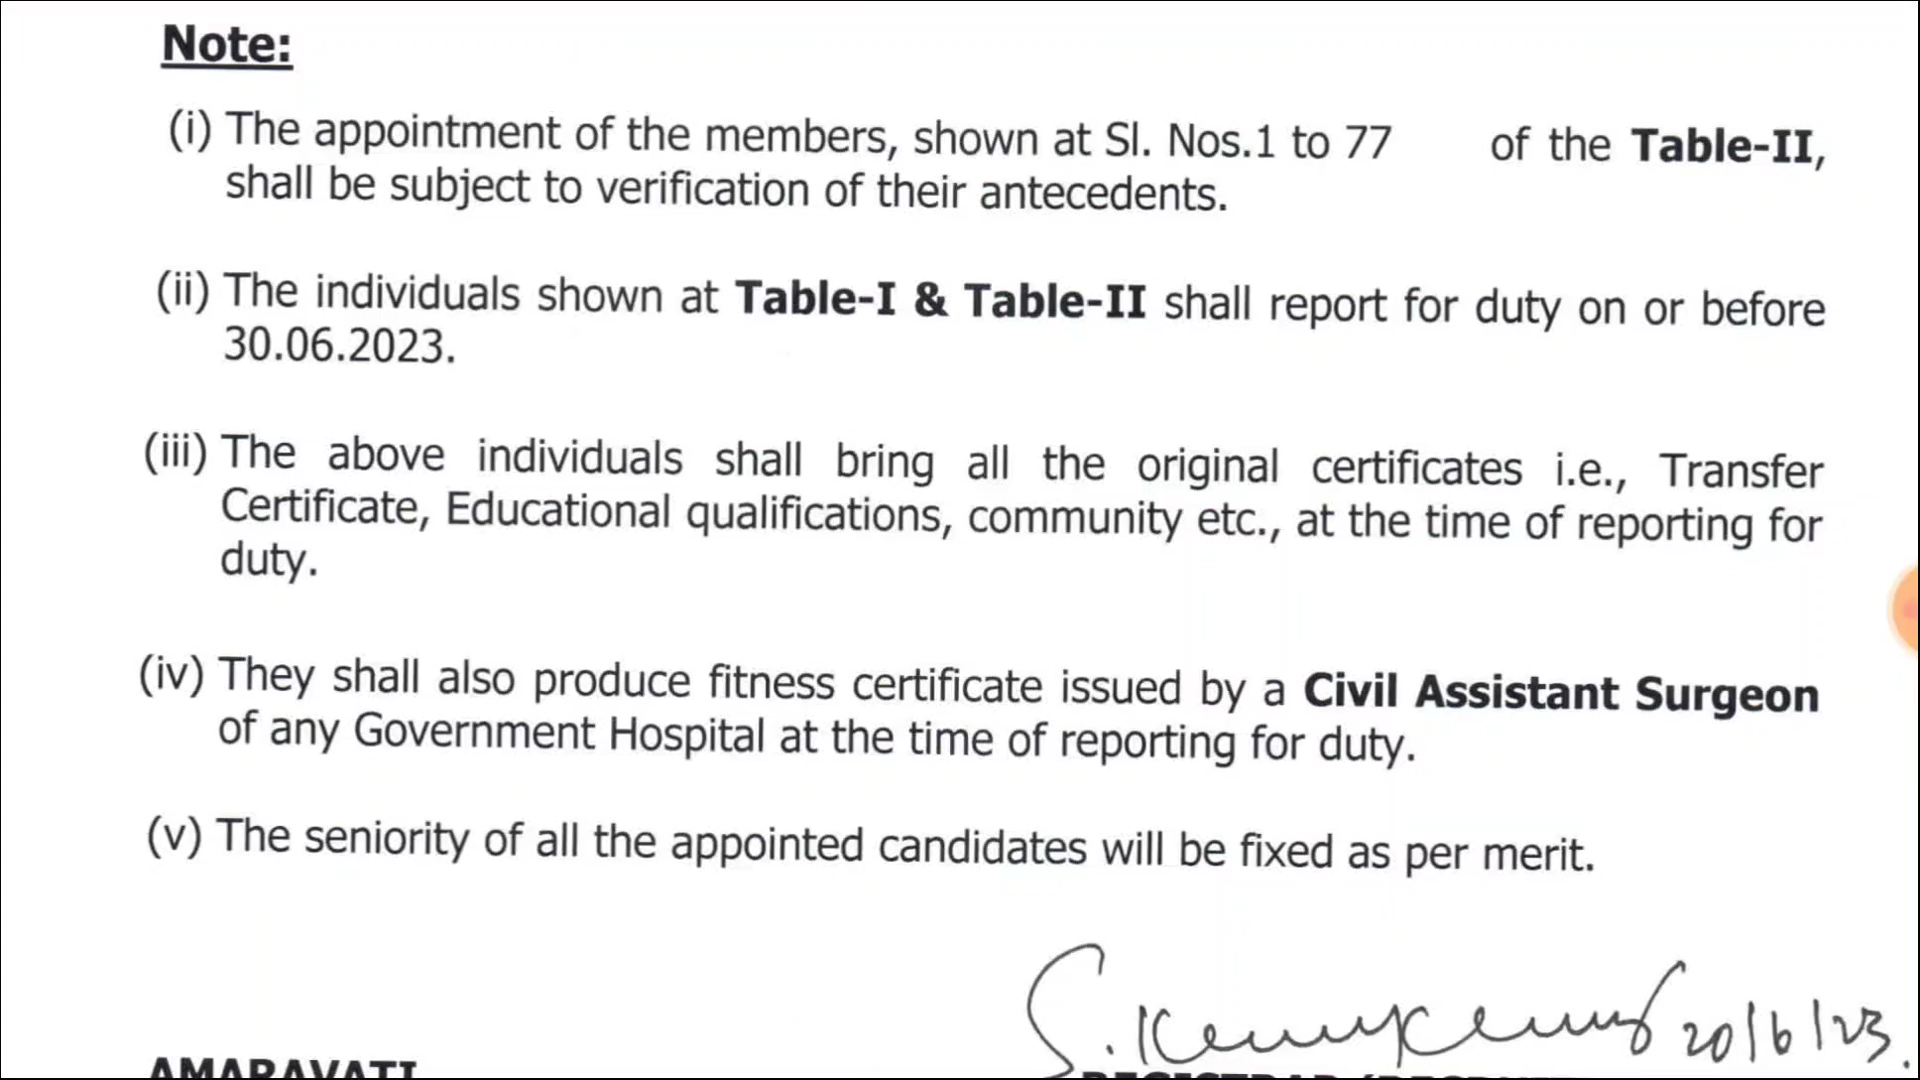 Note:
(i) The appointment of the members, shown at Sl. Nos.1 to 77 of the Table-II,
shall be subject to verification of their antecedents.
(ii) The individuals shown at Table-I & Table-II shall report for duty on or before
30.06.2023.
(iii) The above individuals shall bring all the original certificates i.e., Transfer
Certificate, Educational qualifications, community etc., at the time of reporting for
duty.
(iv) They shall also produce fitness certificate issued by a Civil Assistant Surgeon
of any Government Hospital at the time of reporting for duty.
(v) The seniority of all the appointed candidates will be fixed as per merit.
S. 20/6/23.
AMARAVATI